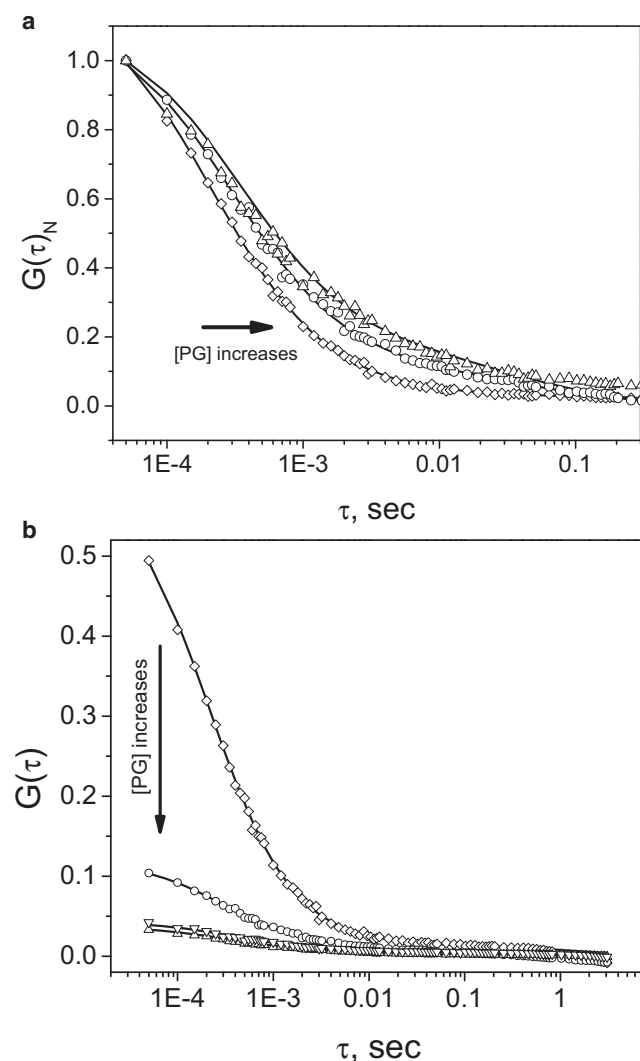 a
1.0
0.8
0.6
0.4
0.2
0.0
G(τ)N
[PG] increases
1E-4 1E-3 0.01 0.1
τ, sec
b
0.5
0.4
0.3
0.2
0.1
0.0
G(τ)
[PG] increases
1E-4 1E-3 0.01 0.1 1
τ, sec